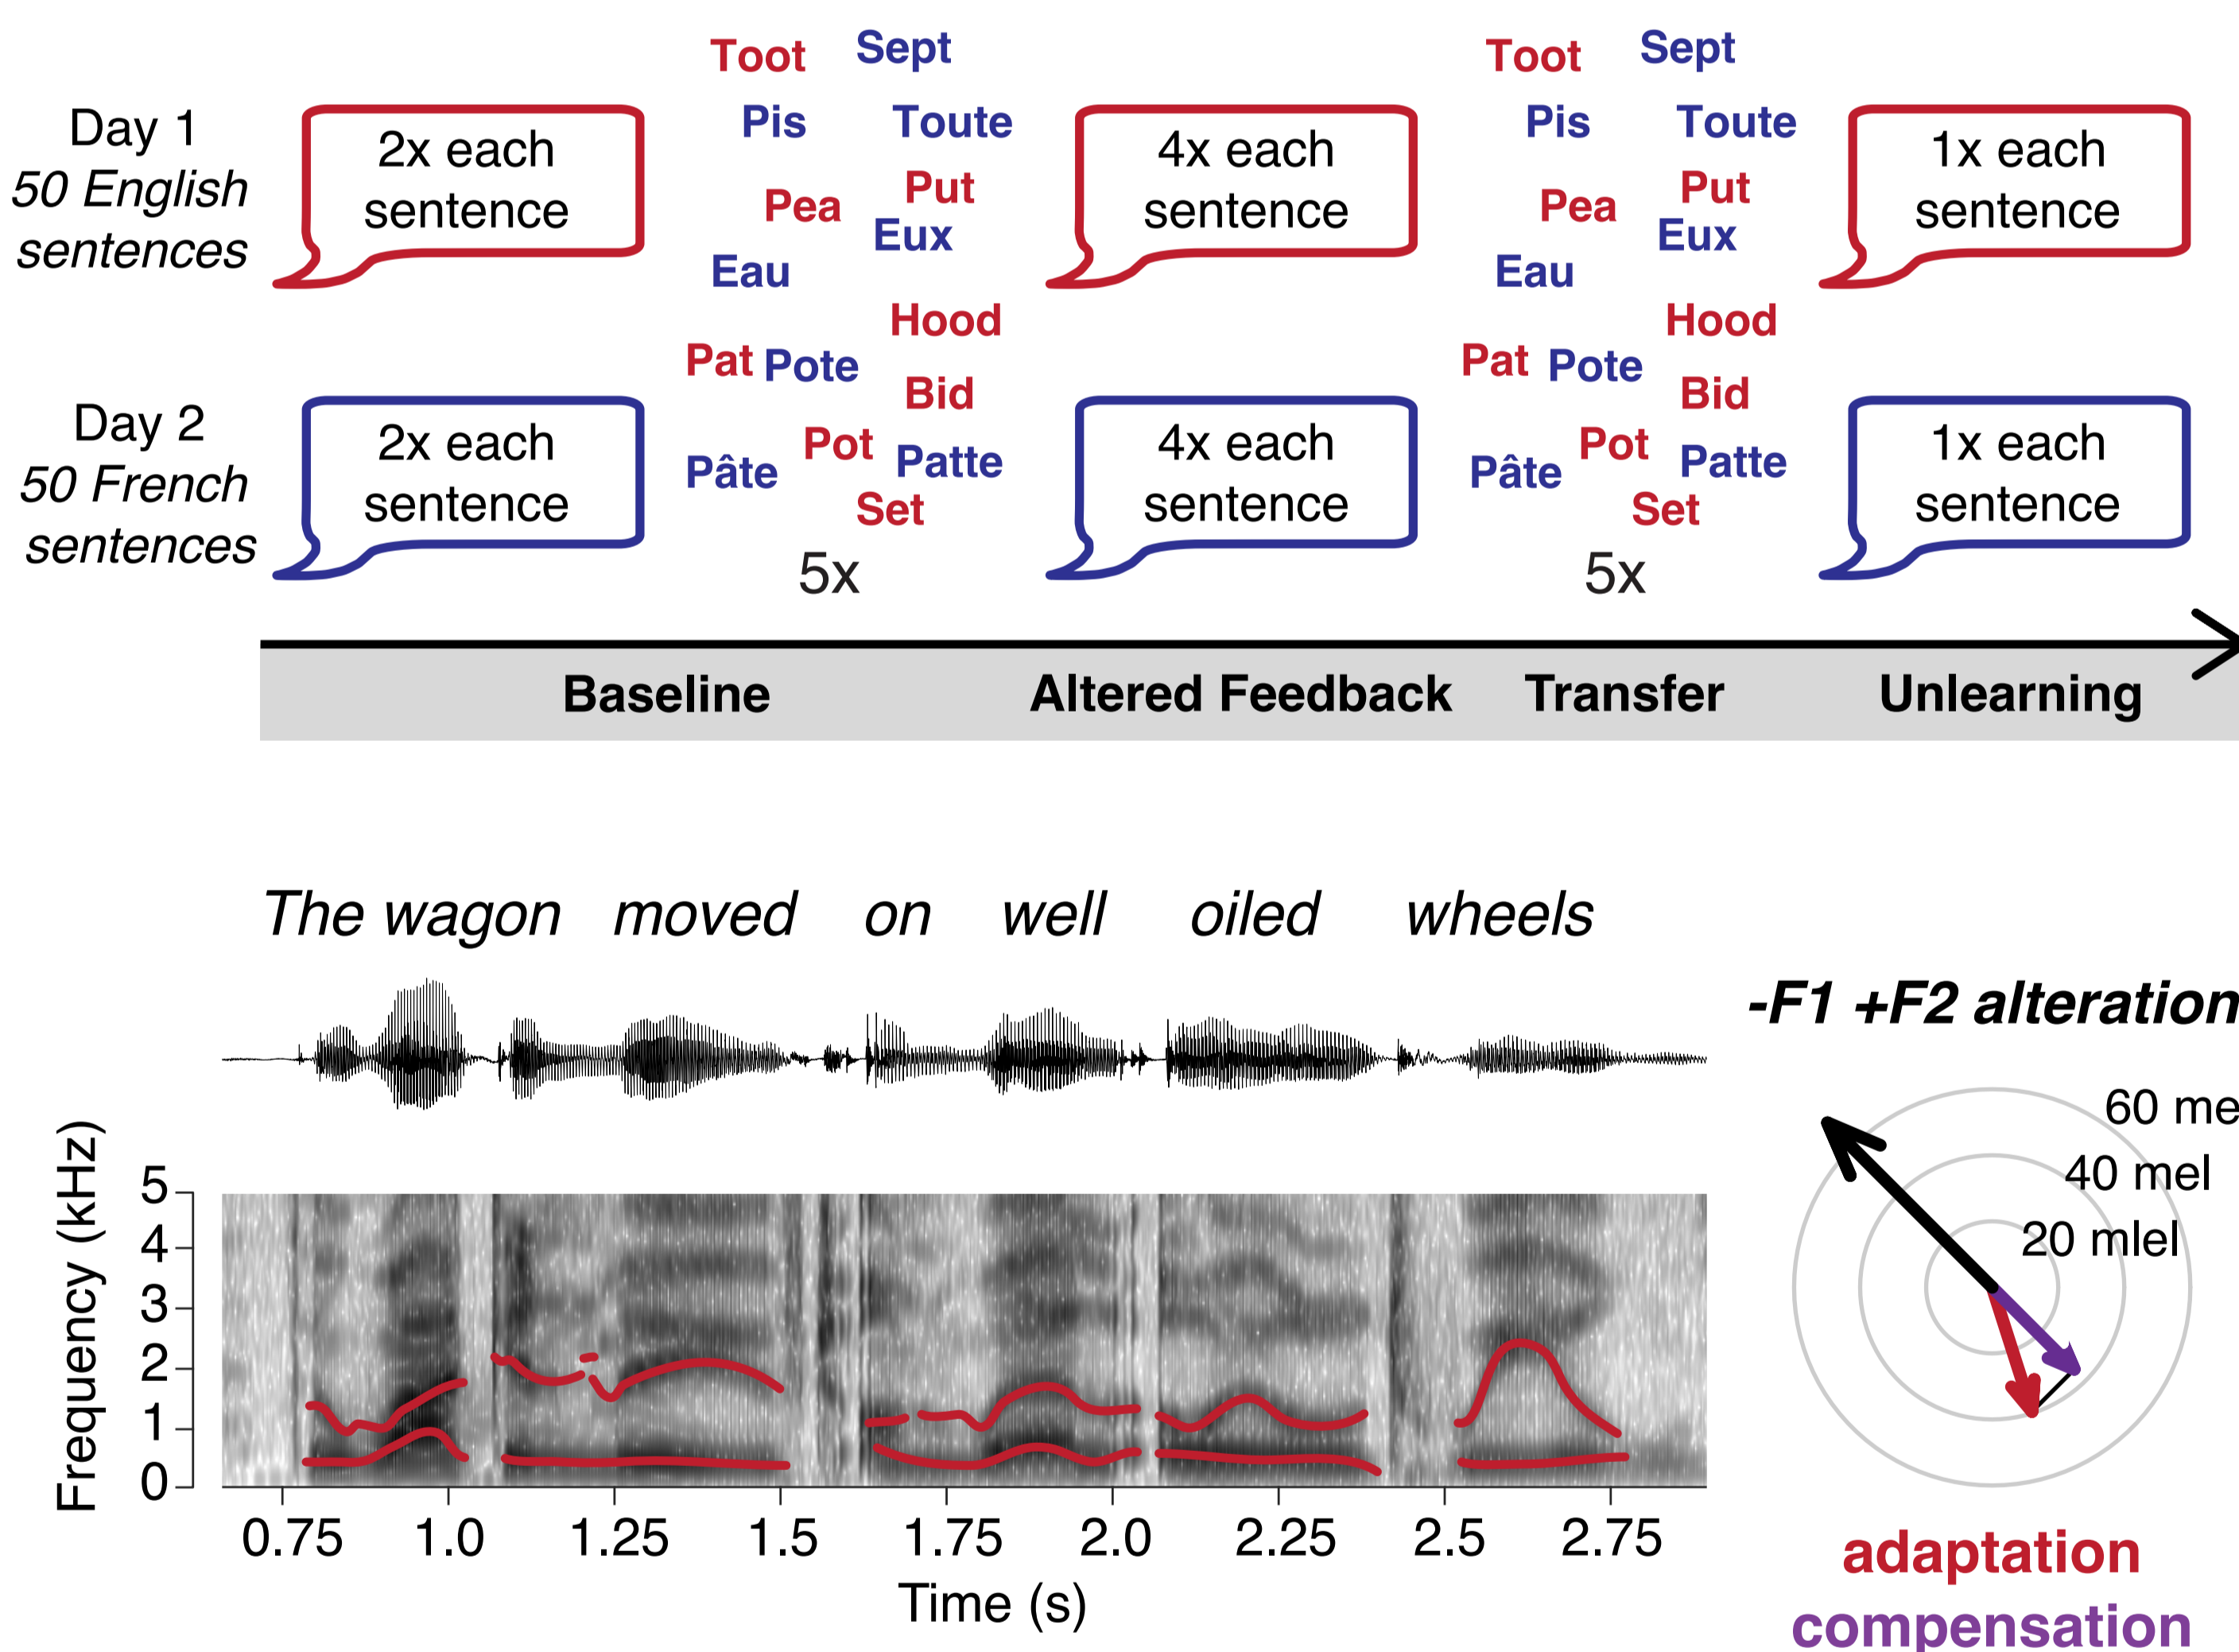 Day 1
50 English
sentences
2x each
sentence
Toot
Sept
Pis
Toute
Pea
Put
Eux
Eau
Hood
Pat
Pote
Bid
Pot
Pâte
Patte
Set
5x
4x each
sentence
Toot
Sept
Pis
Toute
Pea
Put
Eux
Eau
Hood
Pat
Pote
Bid
Pot
Pâte
Patte
Set
5x
1x each
sentence
Day 2
50 French
sentences
2x each
sentence
4x each
sentence
1x each
sentence
Baseline
Altered Feedback
Transfer
Unlearning
The wagon moved on well oiled wheels
Frequency (kHz)
5
4
3
2
1
0
0.75 1.0 1.25 1.5 1.75 2.0 2.25 2.5 2.75
Time (s)
-F1 +F2 alteration
60 me
40 mel
20 mlel
adaptation
compensation